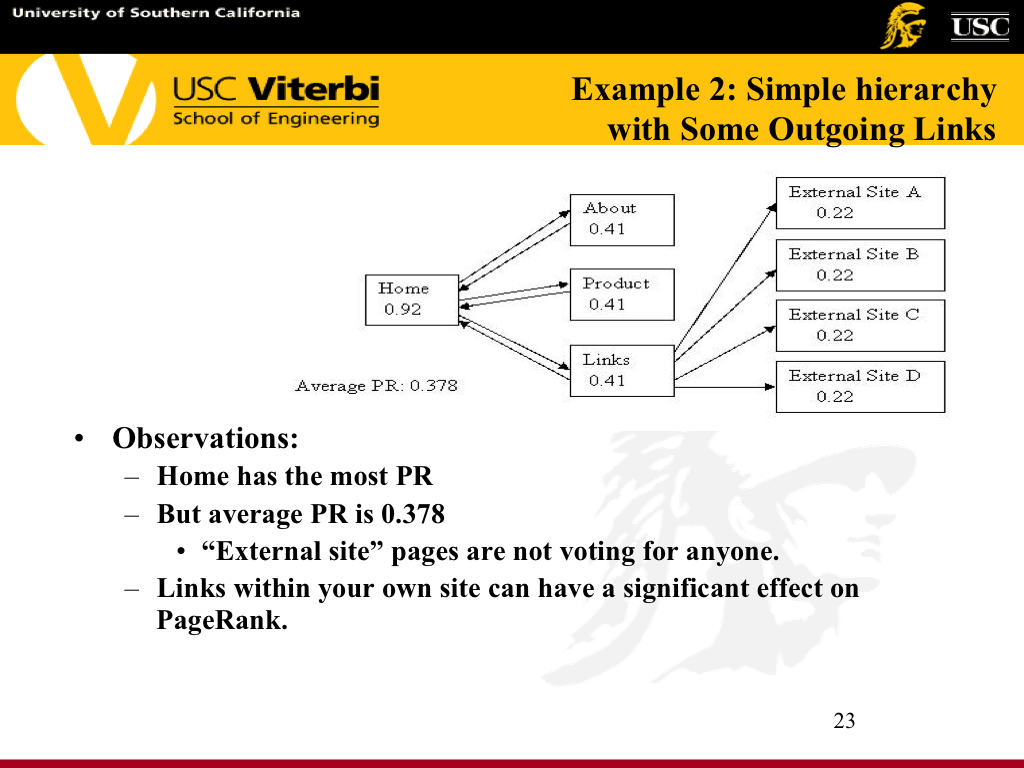 University of Southern California
USC
USC Viterbi
School of Engineering
Example 2: Simple hierarchy
with Some Outgoing Links
External Site A
0.22
About
0.41
External Site B
0.22
Home
0.92
Product
0.41
External Site C
0.22
Links
0.41
External Site D
0.22
Average PR: 0.378
• Observations:
– Home has the most PR
– But average PR is 0.378
• “External site” pages are not voting for anyone.
– Links within your own site can have a significant effect on
PageRank.
23